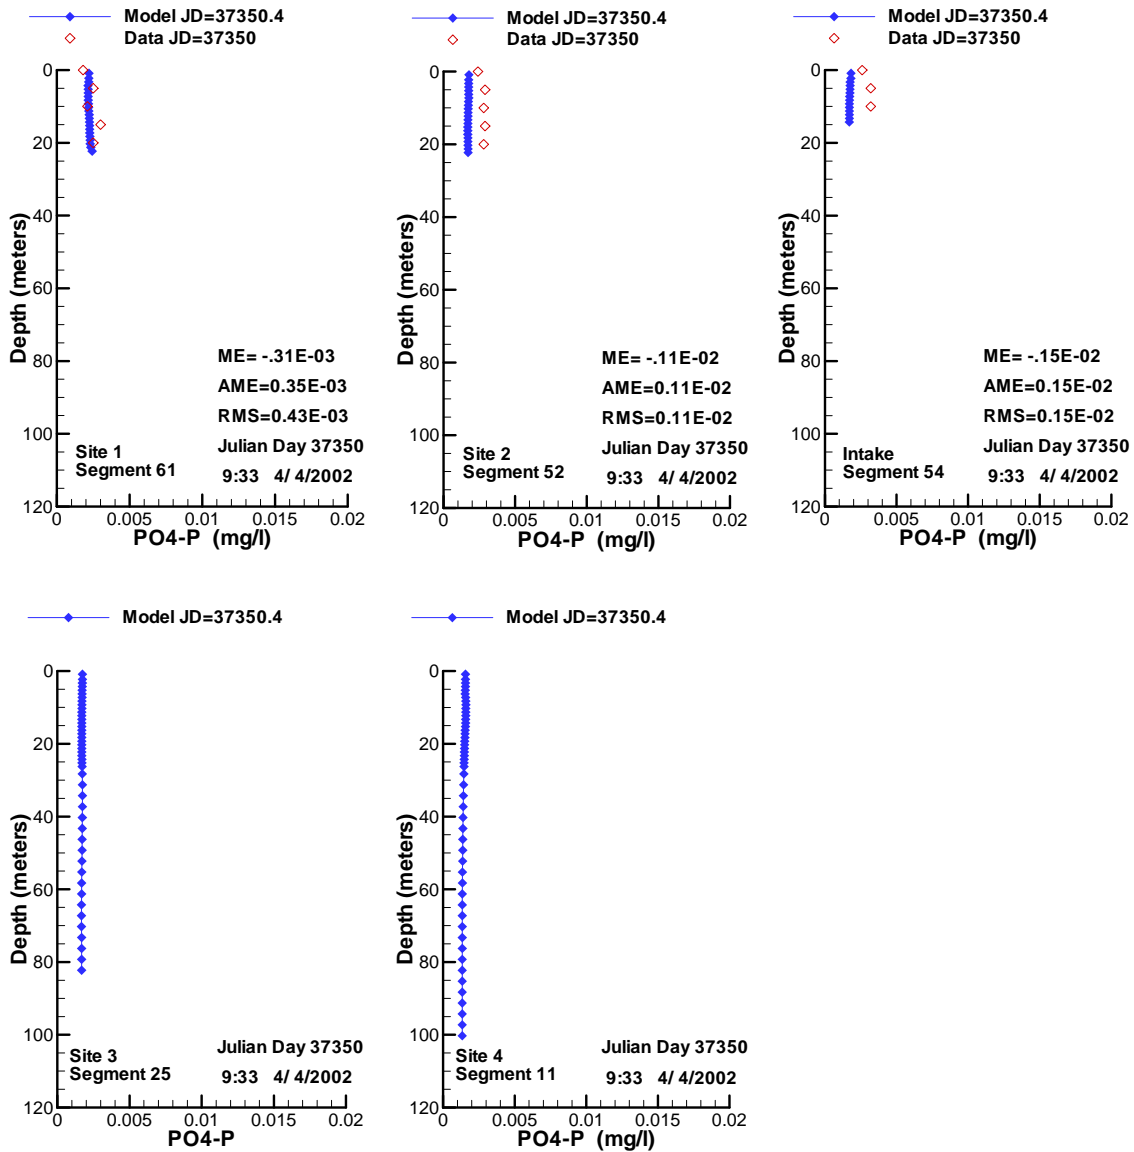 Model JD=37350.4
Data JD=37350
0
20
40
60
80
100
120
Depth (meters)
ME= -.31E-03
AME=0.35E-03
RMS=0.43E-03
Julian Day 37350
9:33 4/ 4/2002
Site 1
Segment 61
0 0.005 0.01 0.015 0.02
PO4-P (mg/l)
Model JD=37350.4
Data JD=37350
0
20
40
60
80
100
120
Depth (meters)
ME= -.11E-02
AME=0.11E-02
RMS=0.11E-02
Julian Day 37350
9:33 4/ 4/2002
Site 2
Segment 52
0 0.005 0.01 0.015 0.02
PO4-P (mg/l)
Model JD=37350.4
Data JD=37350
0
20
40
60
80
100
120
Depth (meters)
ME= -.15E-02
AME=0.15E-02
RMS=0.15E-02
Julian Day 37350
9:33 4/ 4/2002
Intake
Segment 54
0 0.005 0.01 0.015 0.02
PO4-P (mg/l)
Model JD=37350.4
0
20
40
60
80
100
120
Depth (meters)
Julian Day 37350
9:33 4/ 4/2002
Site 3
Segment 25
0 0.005 0.01 0.015 0.02
PO4-P
Model JD=37350.4
0
20
40
60
80
100
120
Depth (meters)
Julian Day 37350
9:33 4/ 4/2002
Site 4
Segment 11
0 0.005 0.01 0.015 0.02
PO4-P (mg/l)